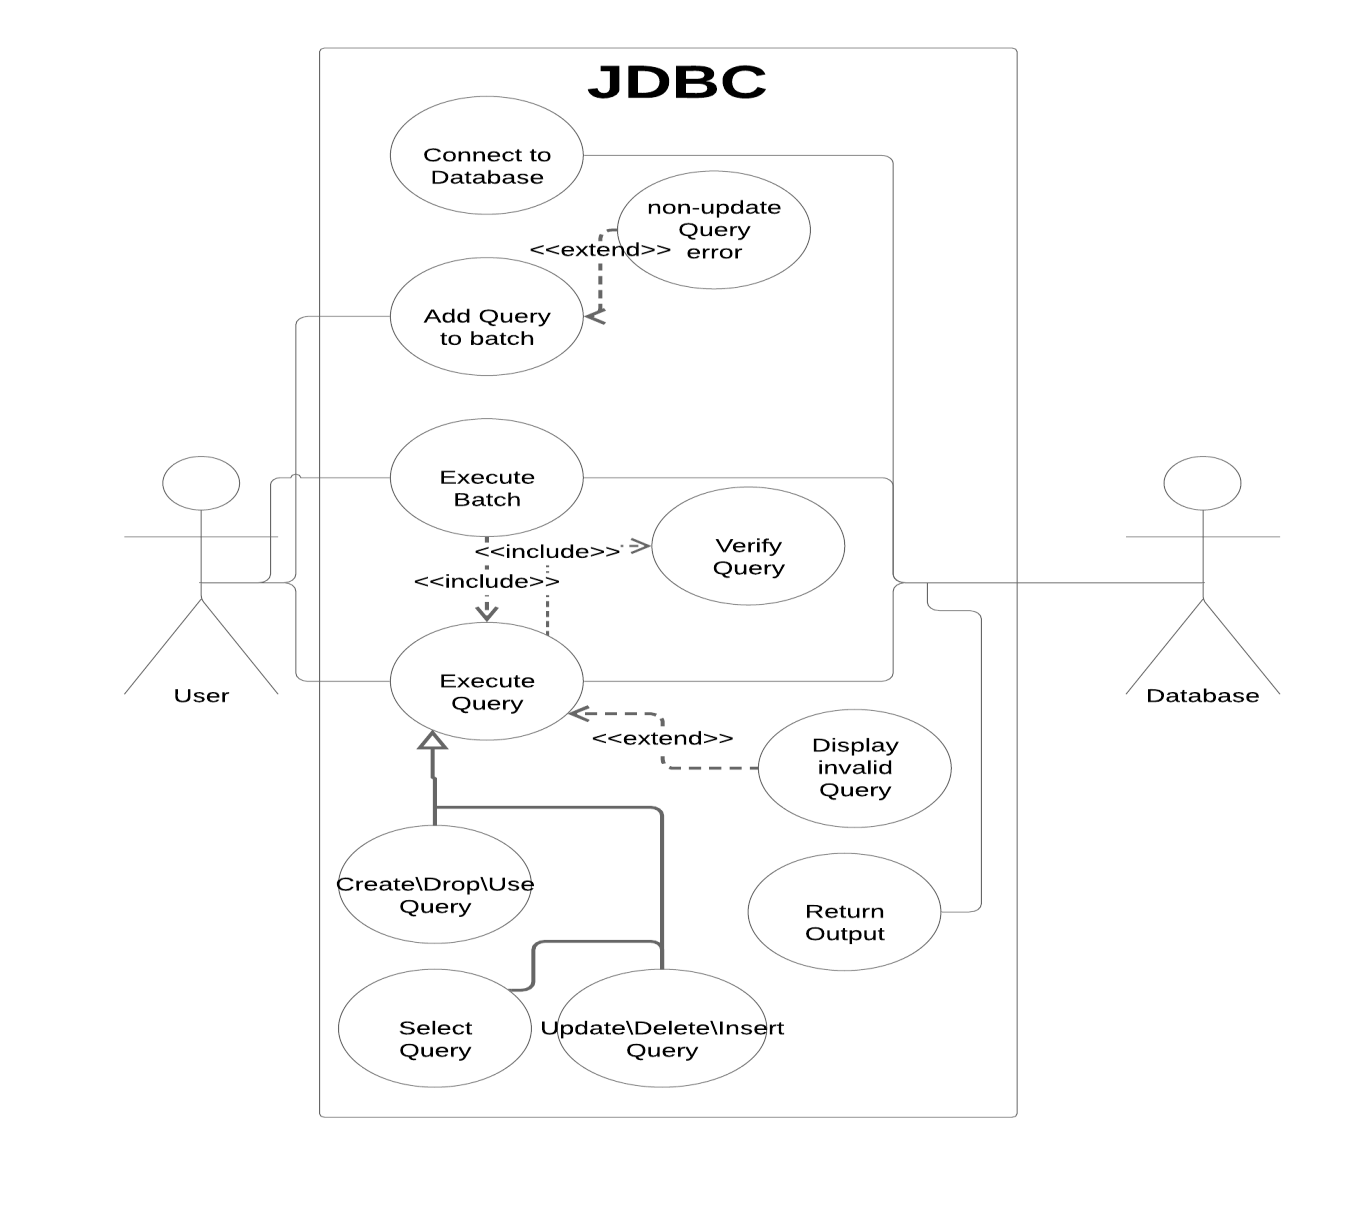 JDBC
Connect to
Database
non-update
Query
error
<<extend>>
Add Query
to batch
Execute
Batch
<<include>>
Verify
Query
<<include>>
Execute
Query
User
Database
<<extend>>
Display
invalid
Query
Create\Drop\Use
Query
Return
Output
Select
Query
Update\Delete\Insert
Query